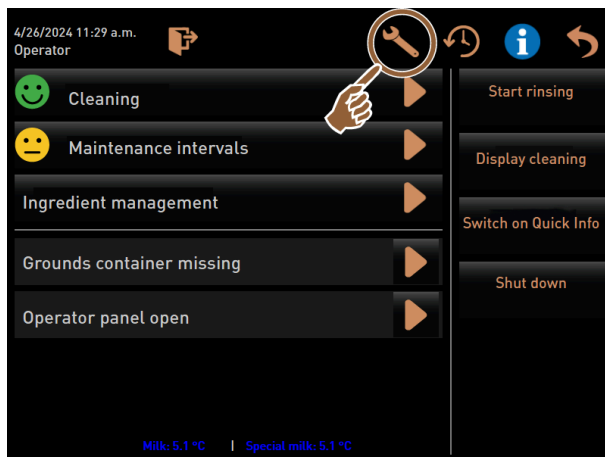 4/26/2024 11:29 a.m.
Operator
Cleaning
Maintenance intervals
Ingredient management
Grounds container missing
Operator panel open
Start rinsing
Display cleaning
Switch on Quick Info
Shut down
Milk: 5.1 °C | Special milk: 5.1 °C